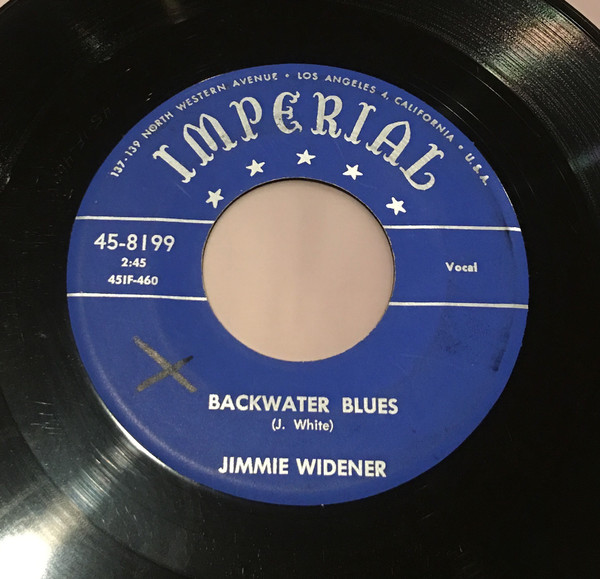 137-139 NORTH WESTERN AVENUE • LOS ANGELES 4, CALIFORNIA • U.S.A.
IMPERIAL
45-8199
2:45
45IF-460
Vocal
BACKWATER BLUES
(J. White)
JIMMIE WIDENER